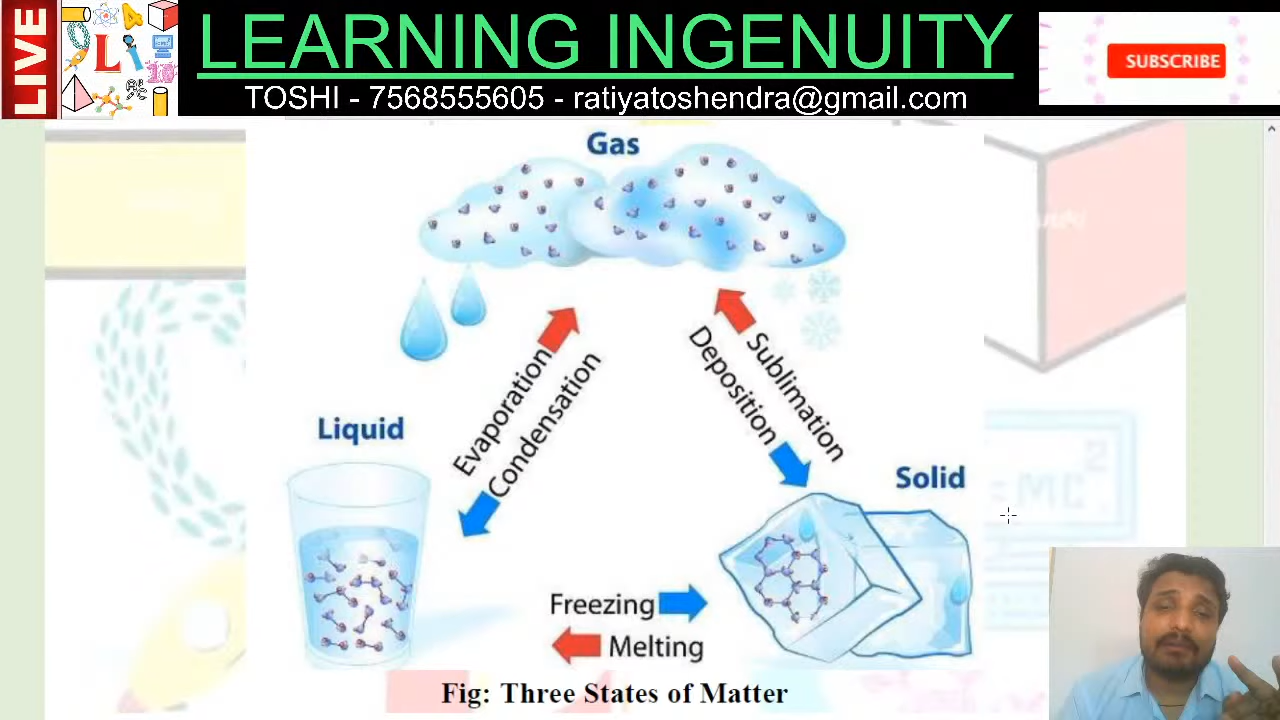 LIVE
LEARNING INGENUITY
TOSHI - 7568555605 - ratiyatoshendra@gmail.com
SUBSCRIBE
Gas
Evaporation
Condensation
Sublimation
Deposition
Liquid
Solid
Freezing
Melting
=MC2
Fig: Three States of Matter